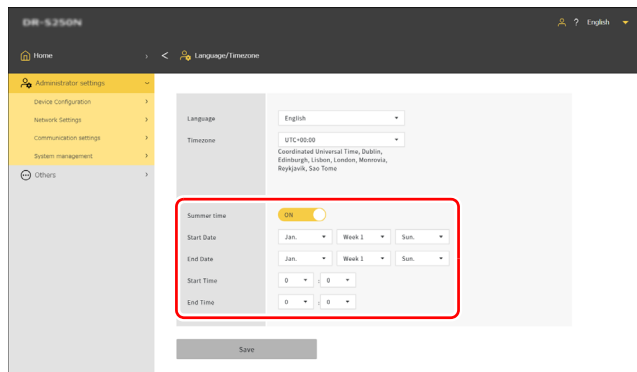 DR-S250N
? English
Home
< Language/Timezone
Administrator settings
Device Configuration
Network Settings
Communication settings
System management
Others
Language English
Timezone UTC+00:00
Coordinated Universal Time, Dublin,
Edinburgh, Lisbon, London, Monrovia,
Reykjavik, Sao Tome
Summer time ON
Start Date Jan. Week 1 Sun.
End Date Jan. Week 1 Sun.
Start Time 0 : 0
End Time 0 : 0
Save